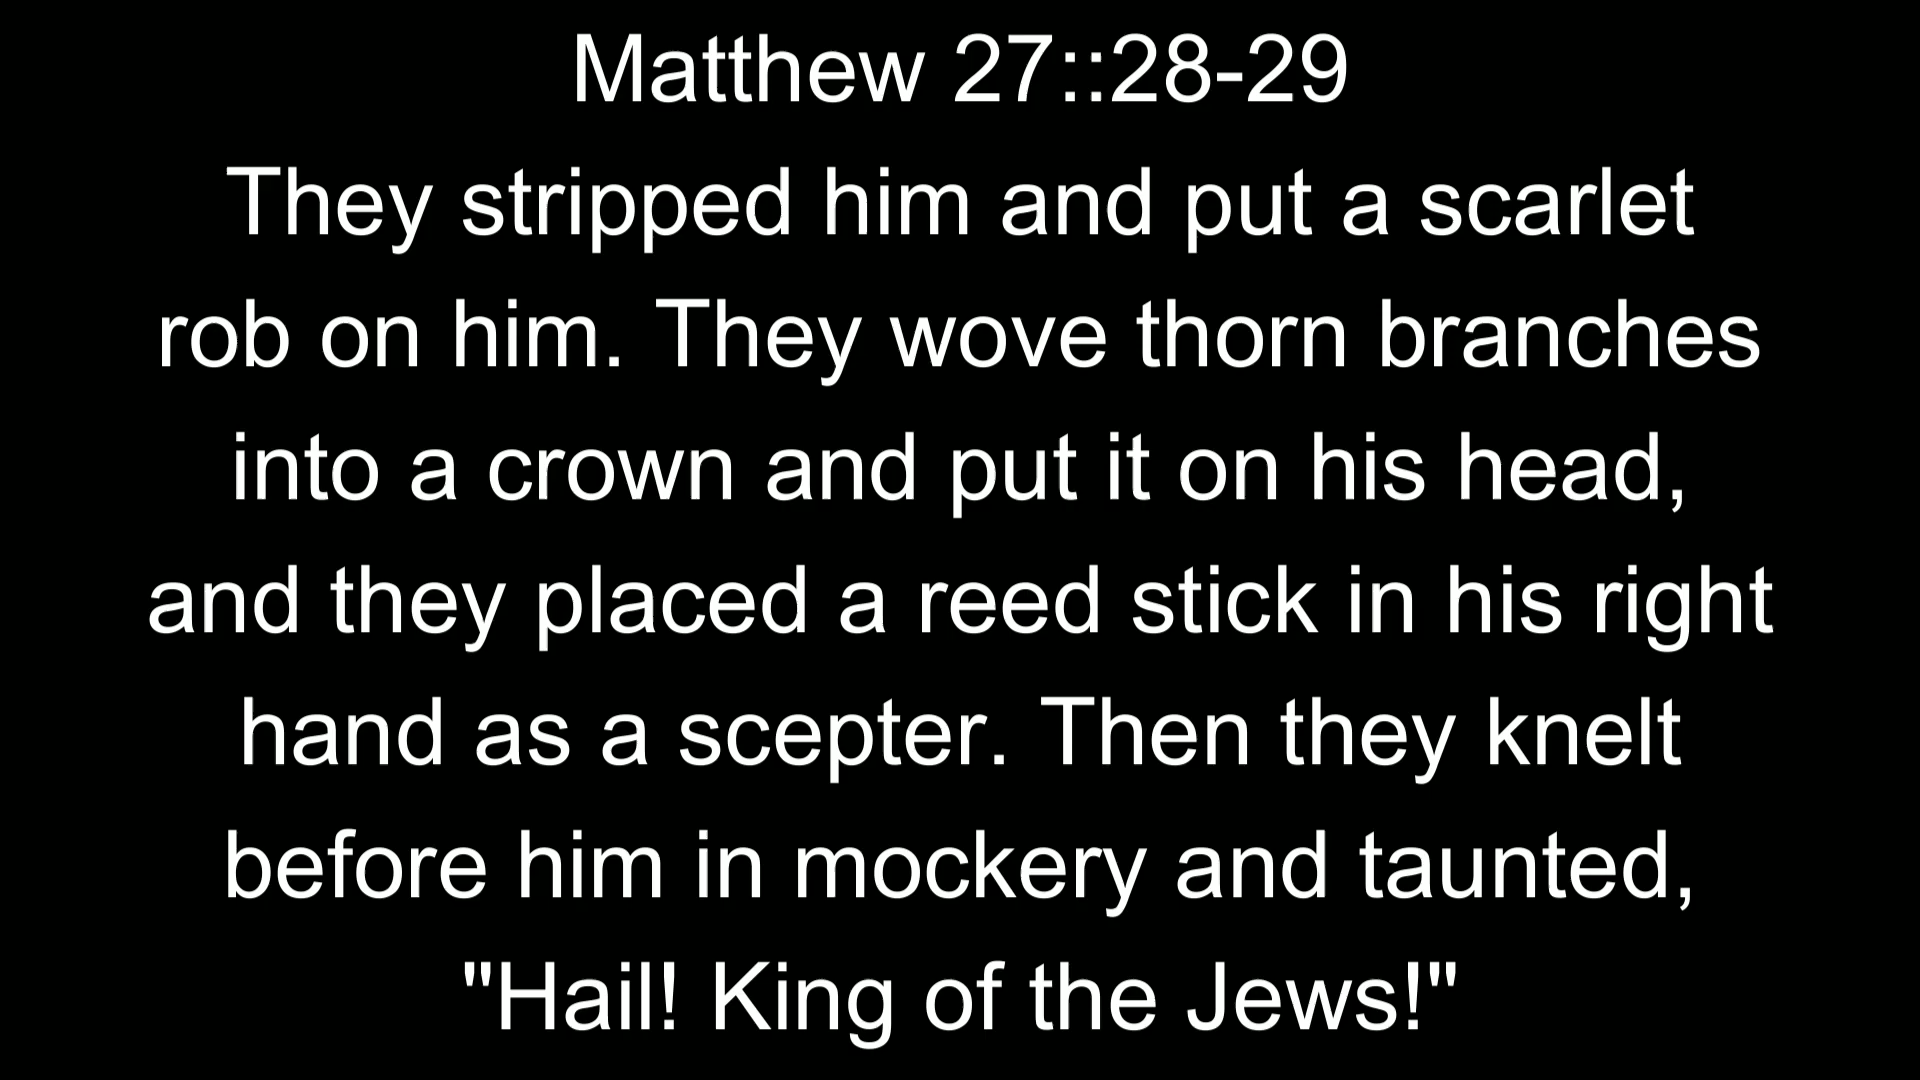 Matthew 27::28-29
They stripped him and put a scarlet
rob on him. They wove thorn branches
into a crown and put it on his head,
and they placed a reed stick in his right
hand as a scepter. Then they knelt
before him in mockery and taunted,
"Hail! King of the Jews!"